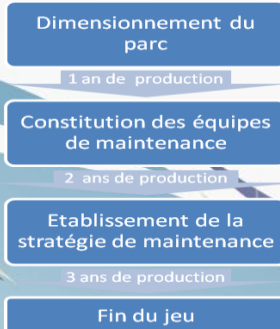 Dimensionnement du
parc
1 an de production
Constitution des équipes
de maintenance
2 ans de production
Etablissement de la
stratégie de maintenance
3 ans de production
Fin du jeu